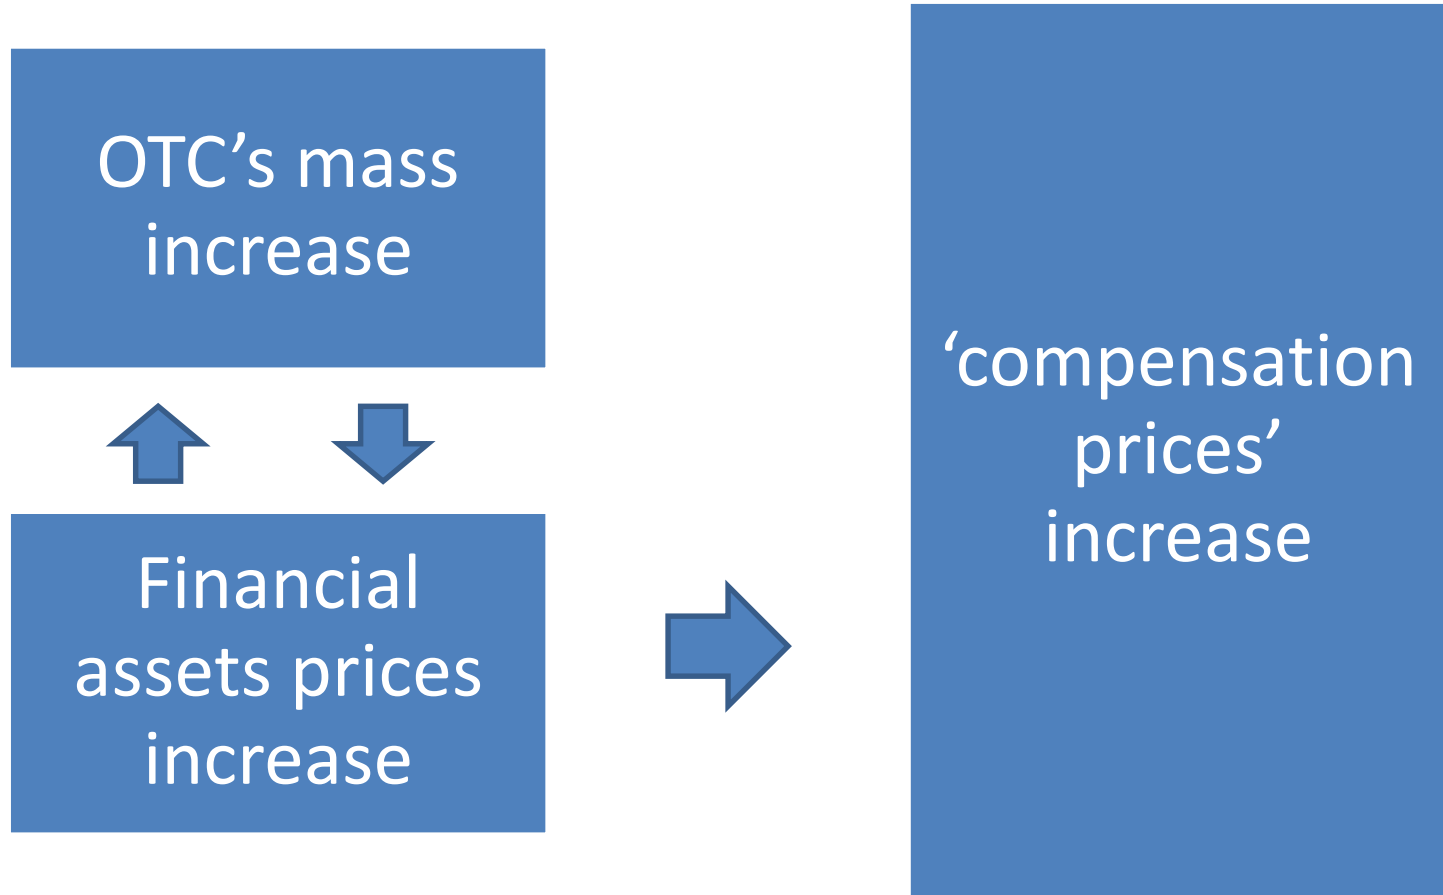 OTC’s mass
increase
Financial
assets prices
increase
‘compensation
prices’
increase